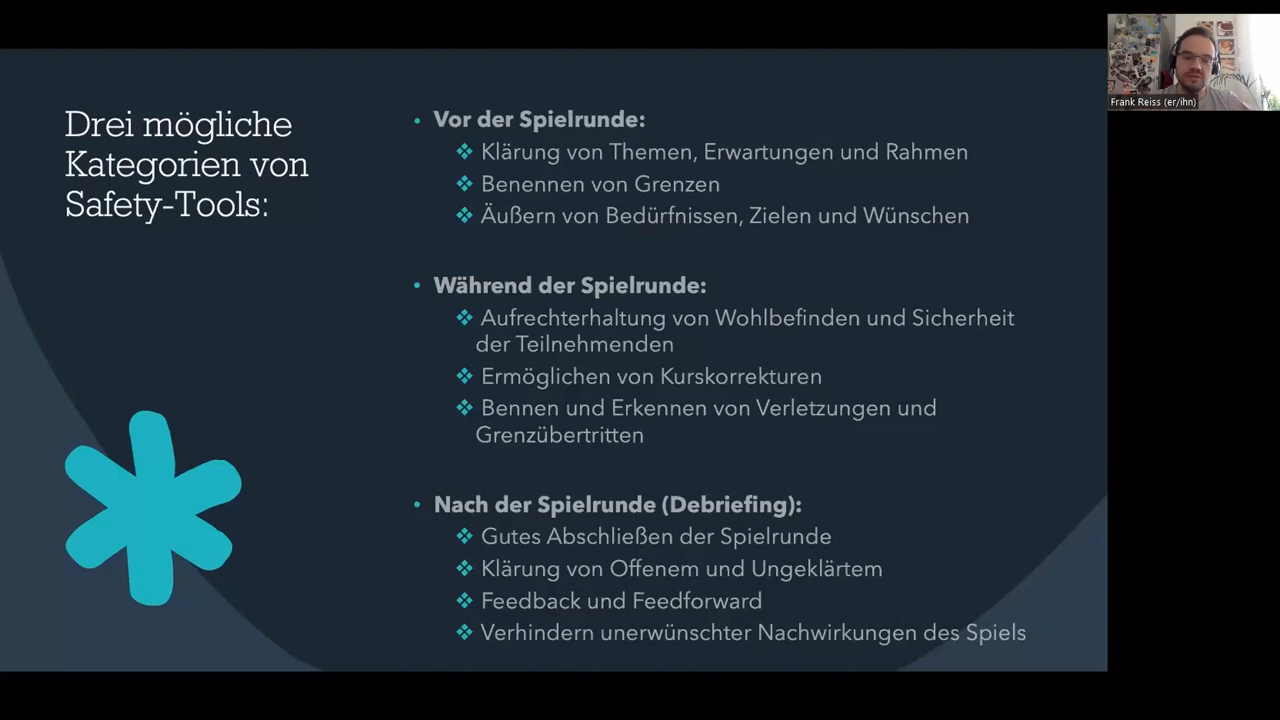 Drei mögliche
Kategorien von
Safety-Tools:
Vor der Spielrunde:
Klärung von Themen, Erwartungen und Rahmen
Benennen von Grenzen
Äußern von Bedürfnissen, Zielen und Wünschen
Während der Spielrunde:
Aufrechterhaltung von Wohlbefinden und Sicherheit
der Teilnehmenden
Ermöglichen von Kurskorrekturen
Bennen und Erkennen von Verletzungen und
Grenzübertritten
Nach der Spielrunde (Debriefing):
Gutes Abschließen der Spielrunde
Klärung von Offenem und Ungeklärtem
Feedback und Feedforward
Verhindern unerwünschter Nachwirkungen des Spiels
Frank Reiss (er/ihn)